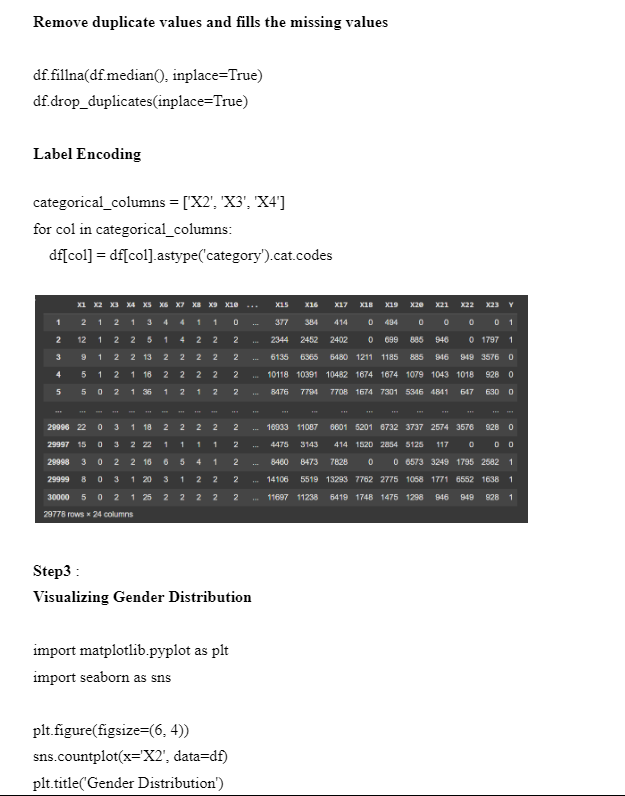 Remove duplicate values and fills the missing values
df.fillna(df.median(), inplace=True)
df.drop_duplicates(inplace=True)
Label Encoding
categorical_columns = ['X2', 'X3', 'X4']
for col in categorical_columns:
df[col] = df[col].astype('category').cat.codes
X1 X2 X3 X4 X5 X6 X7 X8 X9 X10 ... X15 X16 X17 X18 X19 X20 X21 X22 X23 Y
1 2 1 2 1 3 4 4 1 1 0 ... 377 384 414 0 494 0 0 0 0 1
2 12 1 2 2 5 1 4 2 2 2 ... 2344 2452 2402 0 699 885 946 0 1797 1
3 9 1 2 2 13 2 2 2 2 2 ... 6135 6365 6480 1211 1185 885 946 949 3576 0
4 5 1 2 1 16 2 2 2 2 2 ... 10118 10391 10482 1674 1674 1079 1043 1018 928 0
5 5 0 2 1 36 1 2 1 2 2 ... 8476 7794 7708 1674 7301 5346 4841 647 630 0
... ... ... ... ... ... ... ... ... ... ... ... ... ... ... ... ... ... ... ... ... ...
29996 22 0 3 1 18 2 2 2 2 2 ... 16933 11087 6601 5201 6732 3737 2574 3576 928 0
29997 15 0 3 2 22 1 1 1 1 2 ... 4475 3143 414 1520 2854 5125 117 0 0 0
29998 3 0 2 2 16 6 5 4 1 2 ... 8460 8473 7828 0 0 6573 3249 1795 2582 1
29999 8 0 3 1 20 3 1 2 2 2 ... 14106 5519 13293 7762 2775 1058 1771 6552 1638 1
30000 5 0 2 1 25 2 2 2 2 2 ... 11697 11238 6419 1748 1475 1298 946 949 928 1
29778 rows × 24 columns
Step3 :
Visualizing Gender Distribution
import matplotlib.pyplot as plt
import seaborn as sns
plt.figure(figsize=(6, 4))
sns.countplot(x='X2', data=df)
plt.title('Gender Distribution')